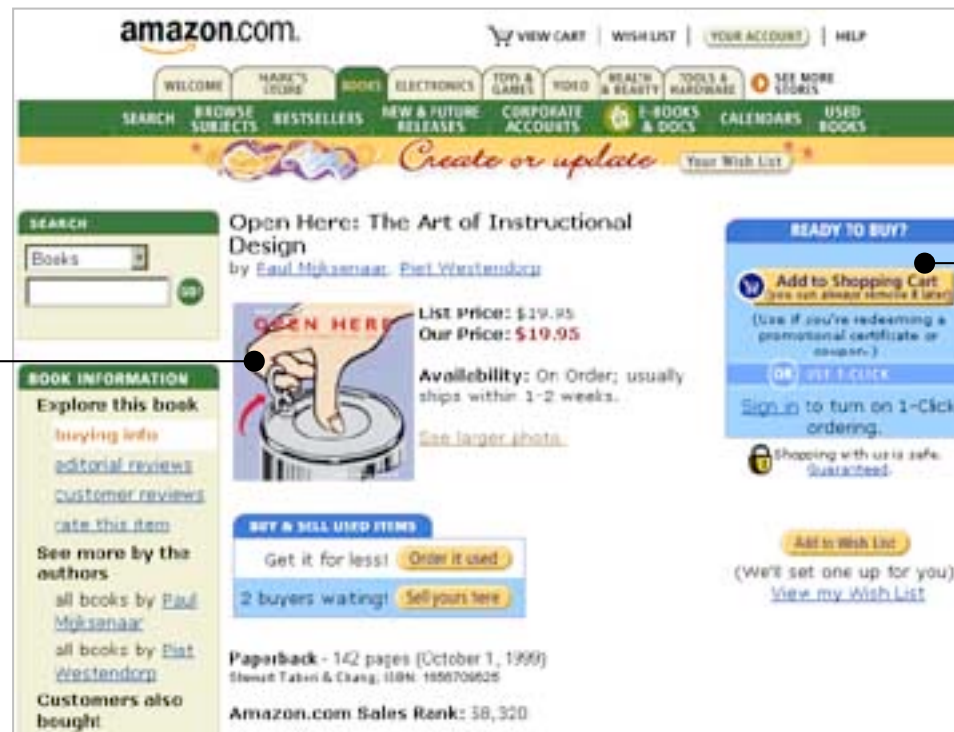 amazon.com.
VIEW CART | WISH LIST | YOUR ACCOUNT | HELP
WELCOME
STORE
BOOKS
ELECTRONICS
TOYS & GAMES
VIDEO
HEALTH & BEAUTY
TOOLS & HARDWARE
SEE MORE STORES
SEARCH
BROWSE SUBJECTS
BESTSELLERS
NEW & FUTURE RELEASES
CORPORATE ACCOUNTS
E-BOOKS & DOCS
CALENDARS
USED BOOKS
Create or update
Your Wish List
SEARCH
Books
GO!
BOOK INFORMATION
Explore this book
buying info
editorial reviews
customer reviews
rate this item
See more by the
authors
all books by Paul
Mijksenaar
all books by Piet
Westendorp
Customers also
bought
Open Here: The Art of Instructional
Design
by Paul Mijksenaar, Piet Westendorp
OPEN HERE
List Price: $19.95
Our Price: $19.95
Availability: On Order; usually
ships within 1-2 weeks.
See larger photo.
BUY & SELL USED ITEMS
Get it for less! Order it used
2 buyers wating! Sell yours here
Paperback - 142 pages (October 1, 1999)
Stewart Tabori & Chang; ISBN:
Amazon.com Sales Rank: 58,320
READY TO BUY?
Add to Shopping Cart
(you can always remove it later)
(Use if you're redeeming a
promotional certificate or
coupon.)
OR USE 1-CLICK
Sign in to turn on 1-Click
ordering.
Shopping with us is safe.
Guaranteed.
Add to Wish List
(We'll set one up for you)
View my Wish List